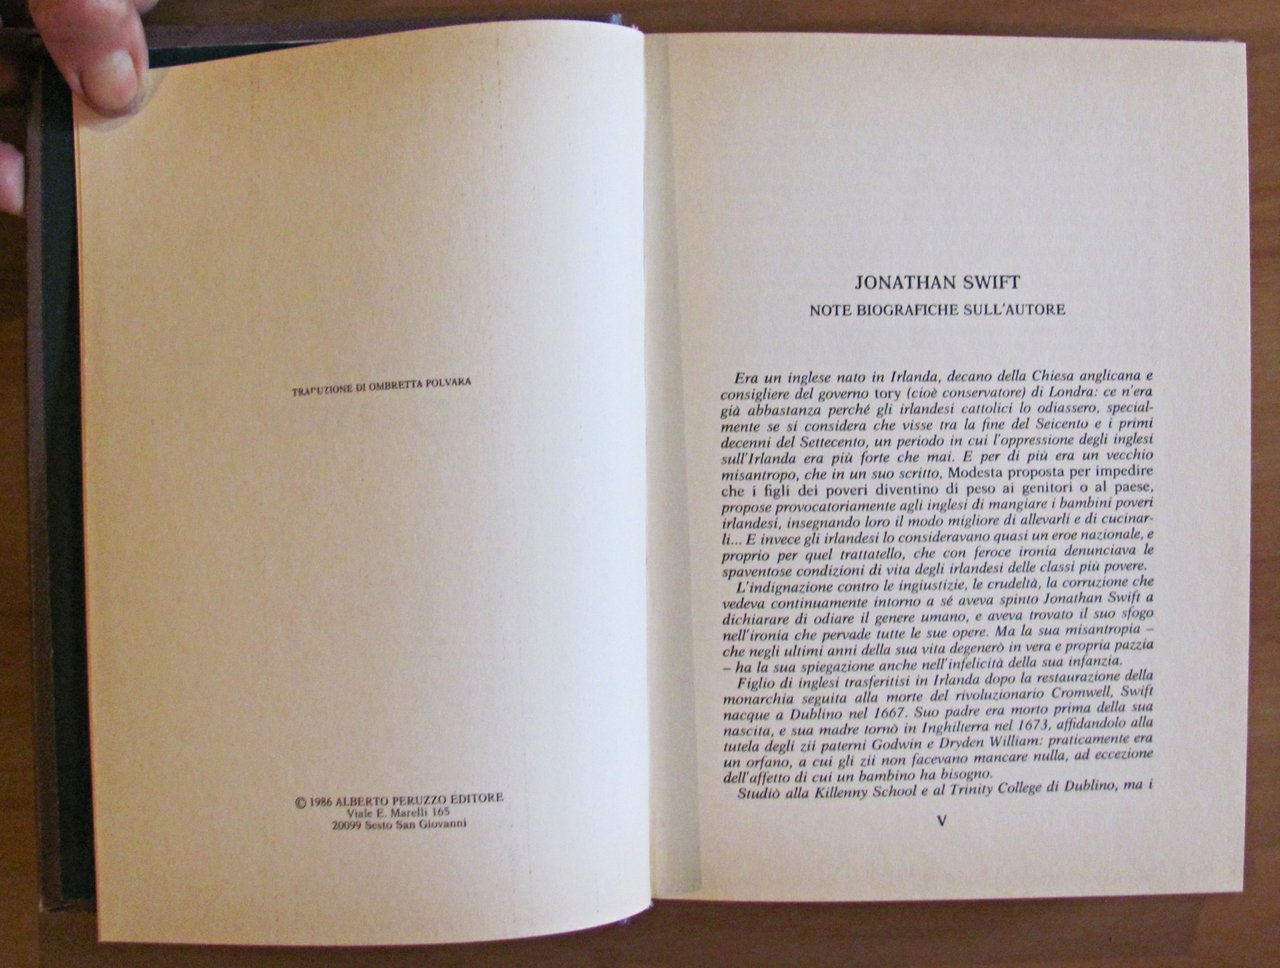 TRADUZIONE DI OMBRETTA POLVARA
© 1986 ALBERTO PERUZZO EDITORE
Viale E. Marelli 165
20099 Sesto San Giovanni
JONATHAN SWIFT
NOTE BIOGRAFICHE SULL'AUTORE
Era un inglese nato in Irlanda, decano della Chiesa anglicana e
consigliere del governo tory (cioè conservatore) di Londra: ce n'era
già abbastanza perché gli irlandesi cattolici lo odiassero, special-
mente se si considera che visse tra la fine del Seicento e i primi
decenni del Settecento, un periodo in cui l'oppressione degli inglesi
sull'Irlanda era più forte che mai. E per di più era un vecchio
misantropo, che in un suo scritto, Modesta proposta per impedire
che i figli dei poveri diventino di peso ai genitori o al paese,
propose provocatoriamente agli inglesi di mangiare i bambini poveri
irlandesi, insegnando loro il modo migliore di allevarli e di cucinar-
li... E invece gli irlandesi lo consideravano quasi un eroe nazionale, e
proprio per quel trattatello, che con feroce ironia denunciava le
spaventose condizioni di vita degli irlandesi delle classi più povere.
L'indignazione contro le ingiustizie, le crudeltà, la corruzione che
vedeva continuamente intorno a sé aveva spinto Jonathan Swift a
dichiarare di odiare il genere umano, e aveva trovato il suo sfogo
nell'ironia che pervade tutte le sue opere. Ma la sua misantropia –
che negli ultimi anni della sua vita degenerò in vera e propria pazzia
– ha la sua spiegazione anche nell'infelicità della sua infanzia.
Figlio di inglesi trasferitisi in Irlanda dopo la restaurazione della
monarchia seguita alla morte del rivoluzionario Cromwell, Swift
nacque a Dublino nel 1667. Suo padre era morto prima della sua
nascita, e sua madre tornò in Inghilterra nel 1673, affidandolo alla
tutela degli zii paterni Godwin e Dryden William: praticamente era
un orfano, a cui gli zii non facevano mancare nulla, ad eccezione
dell'affetto di cui un bambino ha bisogno.
Studiò alla Killenny School e al Trinity College di Dublino, ma i
V